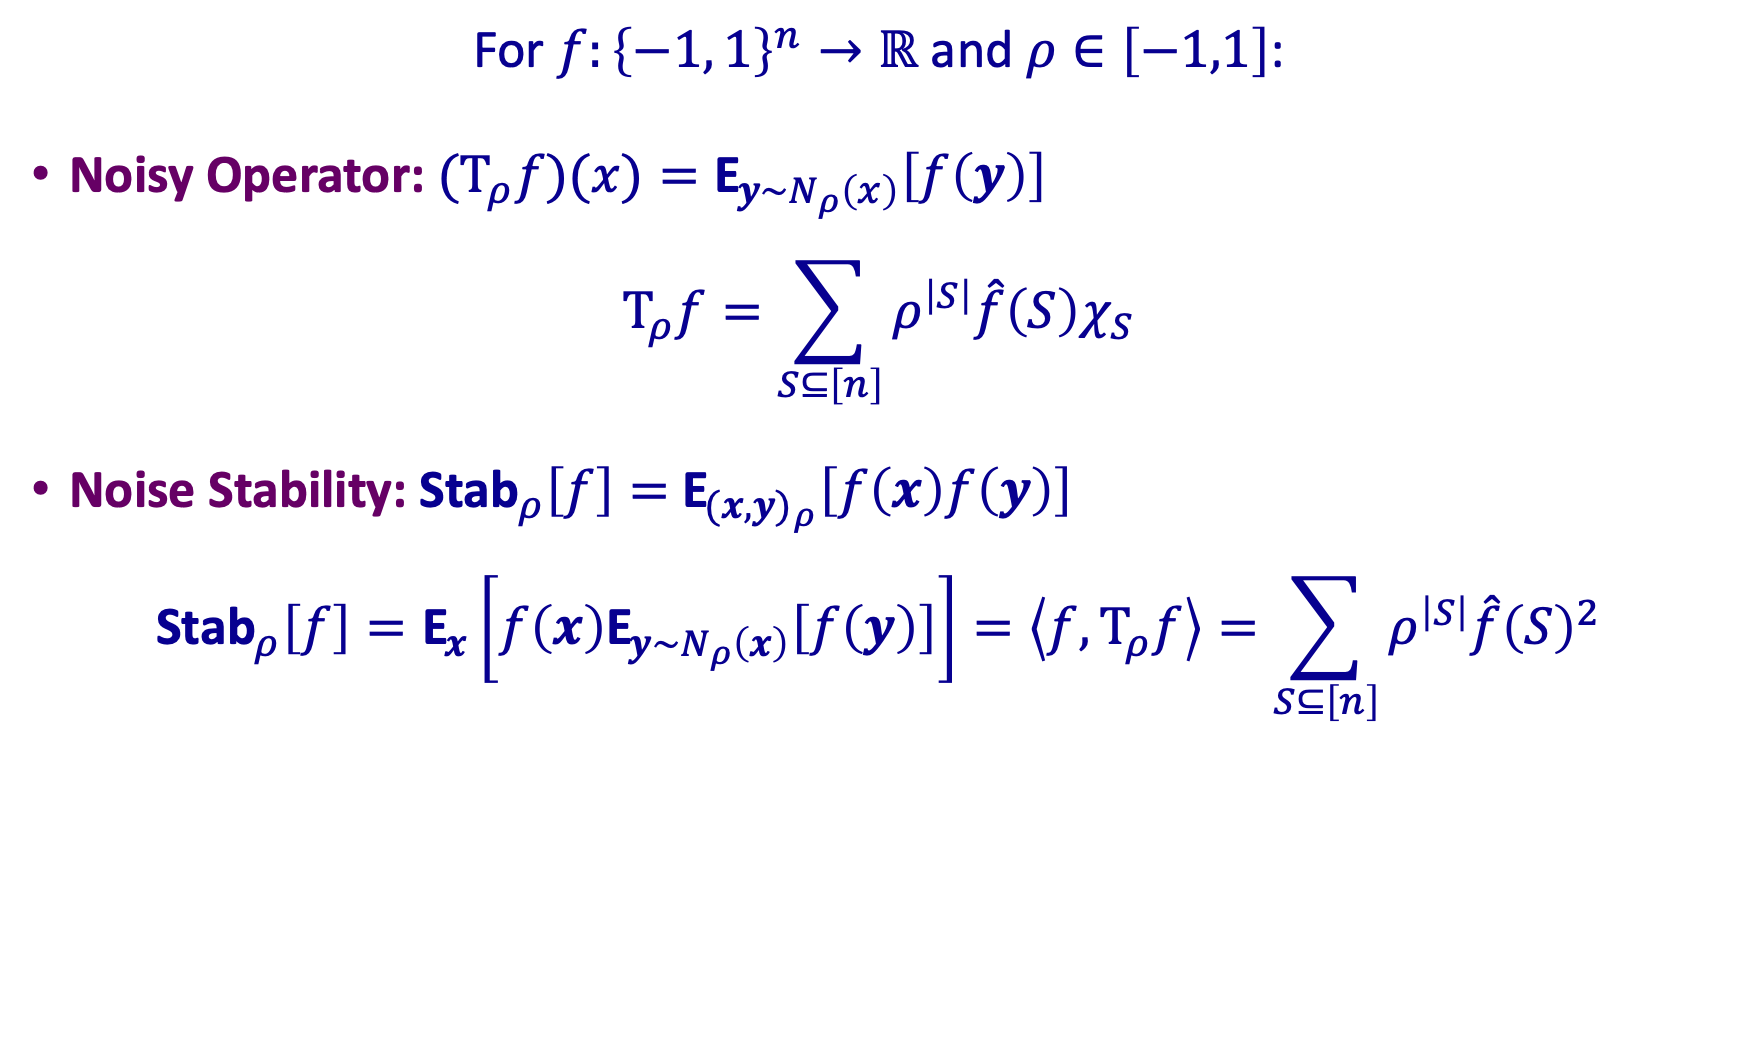 For 𝑓: {−1, 1}ⁿ → ℝ and ρ ∈ [−1,1]:
• Noisy Operator: (T_ρ 𝑓)(𝑥) = E_{𝒚~N_ρ(𝑥)}[𝑓(𝒚)]
T_ρ 𝑓 = ∑_{S⊆[n]} ρ^{|S|} 𝑓̂(S)χ_S
• Noise Stability: Stab_ρ[𝑓] = E_{(𝒙,𝒚)_ρ}[𝑓(𝒙)𝑓(𝒚)]
Stab_ρ[𝑓] = E_𝒙[𝑓(𝒙)E_{𝒚~N_ρ(𝒙)}[𝑓(𝒚)]] = ⟨𝑓, T_ρ 𝑓⟩ = ∑_{S⊆[n]} ρ^{|S|} 𝑓̂(S)²